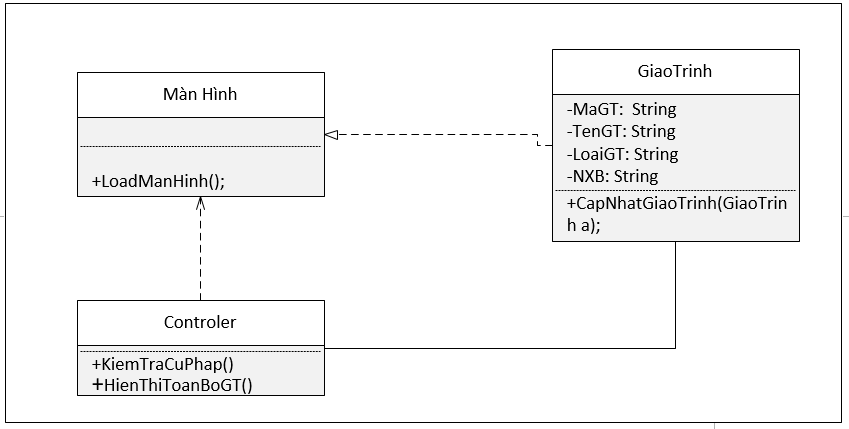 Màn Hình
+LoadManHinh();
GiaoTrinh
-MaGT: String
-TenGT: String
-LoaiGT: String
-NXB: String
+CapNhatGiaoTrinh(GiaoTrin
h a);
Controler
+KiemTraCuPhap()
+HienThiToanBoGT()